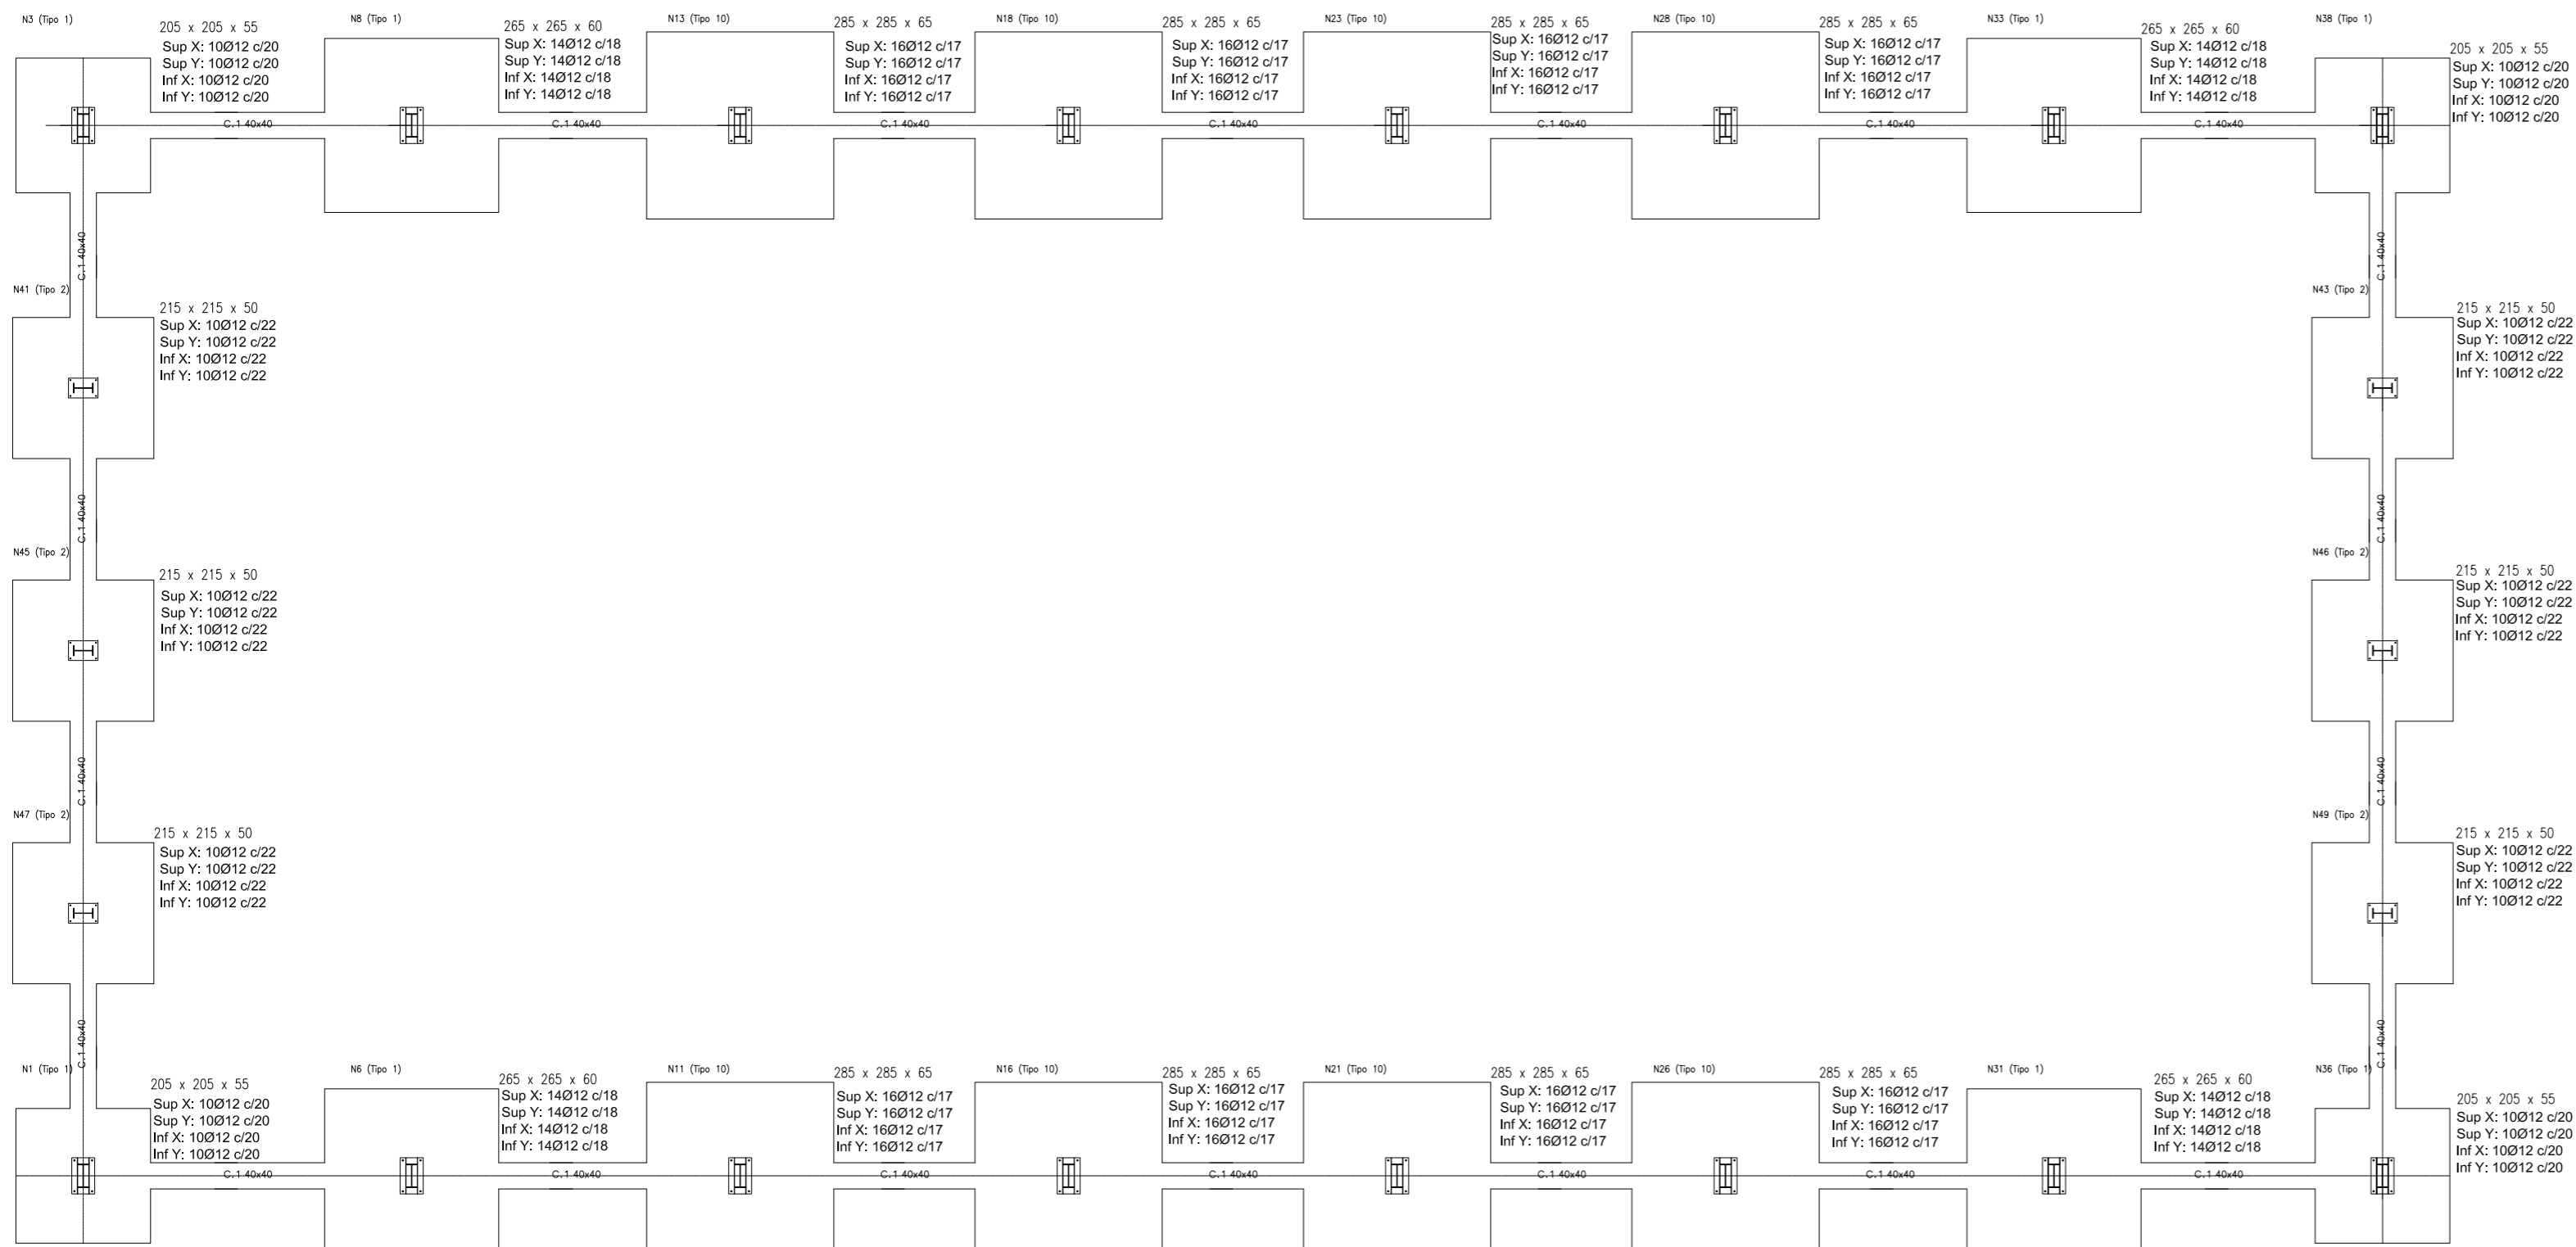 N3 (Tipo 1)
205 x 205 x 55
Sup X: 10Ø12 c/20
Sup Y: 10Ø12 c/20
Inf X: 10Ø12 c/20
Inf Y: 10Ø12 c/20
C.1 40x40
N8 (Tipo 1)
265 x 265 x 60
Sup X: 14Ø12 c/18
Sup Y: 14Ø12 c/18
Inf X: 14Ø12 c/18
Inf Y: 14Ø12 c/18
C.1 40x40
N13 (Tipo 10)
285 x 285 x 65
Sup X: 16Ø12 c/17
Sup Y: 16Ø12 c/17
Inf X: 16Ø12 c/17
Inf Y: 16Ø12 c/17
C.1 40x40
N18 (Tipo 10)
285 x 285 x 65
Sup X: 16Ø12 c/17
Sup Y: 16Ø12 c/17
Inf X: 16Ø12 c/17
Inf Y: 16Ø12 c/17
C.1 40x40
N23 (Tipo 10)
285 x 285 x 65
Sup X: 16Ø12 c/17
Sup Y: 16Ø12 c/17
Inf X: 16Ø12 c/17
Inf Y: 16Ø12 c/17
C.1 40x40
N28 (Tipo 10)
285 x 285 x 65
Sup X: 16Ø12 c/17
Sup Y: 16Ø12 c/17
Inf X: 16Ø12 c/17
Inf Y: 16Ø12 c/17
C.1 40x40
N33 (Tipo 1)
265 x 265 x 60
Sup X: 14Ø12 c/18
Sup Y: 14Ø12 c/18
Inf X: 14Ø12 c/18
Inf Y: 14Ø12 c/18
C.1 40x40
N38 (Tipo 1)
205 x 205 x 55
Sup X: 10Ø12 c/20
Sup Y: 10Ø12 c/20
Inf X: 10Ø12 c/20
Inf Y: 10Ø12 c/20
C.1 40x40
C.1 40x40
N41 (Tipo 2)
215 x 215 x 50
Sup X: 10Ø12 c/22
Sup Y: 10Ø12 c/22
Inf X: 10Ø12 c/22
Inf Y: 10Ø12 c/22
N43 (Tipo 2)
215 x 215 x 50
Sup X: 10Ø12 c/22
Sup Y: 10Ø12 c/22
Inf X: 10Ø12 c/22
Inf Y: 10Ø12 c/22
C.1 40x40
C.1 40x40
N45 (Tipo 2)
215 x 215 x 50
Sup X: 10Ø12 c/22
Sup Y: 10Ø12 c/22
Inf X: 10Ø12 c/22
Inf Y: 10Ø12 c/22
N46 (Tipo 2)
215 x 215 x 50
Sup X: 10Ø12 c/22
Sup Y: 10Ø12 c/22
Inf X: 10Ø12 c/22
Inf Y: 10Ø12 c/22
C.1 40x40
C.1 40x40
N47 (Tipo 2)
215 x 215 x 50
Sup X: 10Ø12 c/22
Sup Y: 10Ø12 c/22
Inf X: 10Ø12 c/22
Inf Y: 10Ø12 c/22
N49 (Tipo 2)
215 x 215 x 50
Sup X: 10Ø12 c/22
Sup Y: 10Ø12 c/22
Inf X: 10Ø12 c/22
Inf Y: 10Ø12 c/22
C.1 40x40
C.1 40x40
N1 (Tipo 1)
205 x 205 x 55
Sup X: 10Ø12 c/20
Sup Y: 10Ø12 c/20
Inf X: 10Ø12 c/20
Inf Y: 10Ø12 c/20
C.1 40x40
N6 (Tipo 1)
265 x 265 x 60
Sup X: 14Ø12 c/18
Sup Y: 14Ø12 c/18
Inf X: 14Ø12 c/18
Inf Y: 14Ø12 c/18
C.1 40x40
N11 (Tipo 10)
285 x 285 x 65
Sup X: 16Ø12 c/17
Sup Y: 16Ø12 c/17
Inf X: 16Ø12 c/17
Inf Y: 16Ø12 c/17
C.1 40x40
N16 (Tipo 10)
285 x 285 x 65
Sup X: 16Ø12 c/17
Sup Y: 16Ø12 c/17
Inf X: 16Ø12 c/17
Inf Y: 16Ø12 c/17
C.1 40x40
N21 (Tipo 10)
285 x 285 x 65
Sup X: 16Ø12 c/17
Sup Y: 16Ø12 c/17
Inf X: 16Ø12 c/17
Inf Y: 16Ø12 c/17
C.1 40x40
N26 (Tipo 10)
285 x 285 x 65
Sup X: 16Ø12 c/17
Sup Y: 16Ø12 c/17
Inf X: 16Ø12 c/17
Inf Y: 16Ø12 c/17
C.1 40x40
N31 (Tipo 1)
265 x 265 x 60
Sup X: 14Ø12 c/18
Sup Y: 14Ø12 c/18
Inf X: 14Ø12 c/18
Inf Y: 14Ø12 c/18
C.1 40x40
N36 (Tipo 1)
205 x 205 x 55
Sup X: 10Ø12 c/20
Sup Y: 10Ø12 c/20
Inf X: 10Ø12 c/20
Inf Y: 10Ø12 c/20